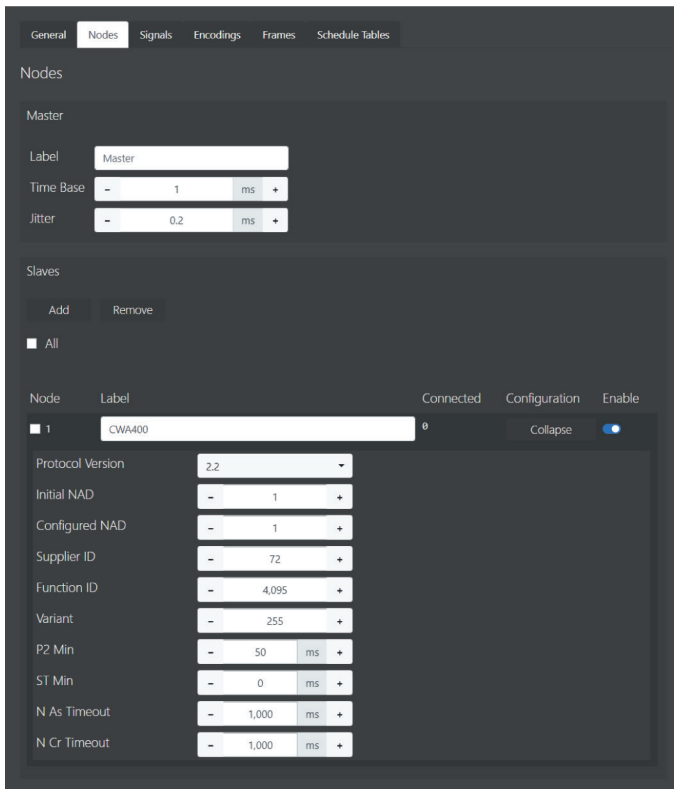 General Nodes Signals Encodings Frames Schedule Tables
Nodes
Master
Label Master
Time Base - 1 ms +
Jitter - 0.2 ms +
Slaves
Add Remove
All
Node Label Connected Configuration Enable
1 CWA400 0 Collapse
Protocol Version 2.2
Initial NAD - 1 +
Configured NAD - 1 +
Supplier ID - 72 +
Function ID - 4,095 +
Variant - 255 +
P2 Min - 50 ms +
ST Min - 0 ms +
N As Timeout - 1,000 ms +
N Cr Timeout - 1,000 ms +